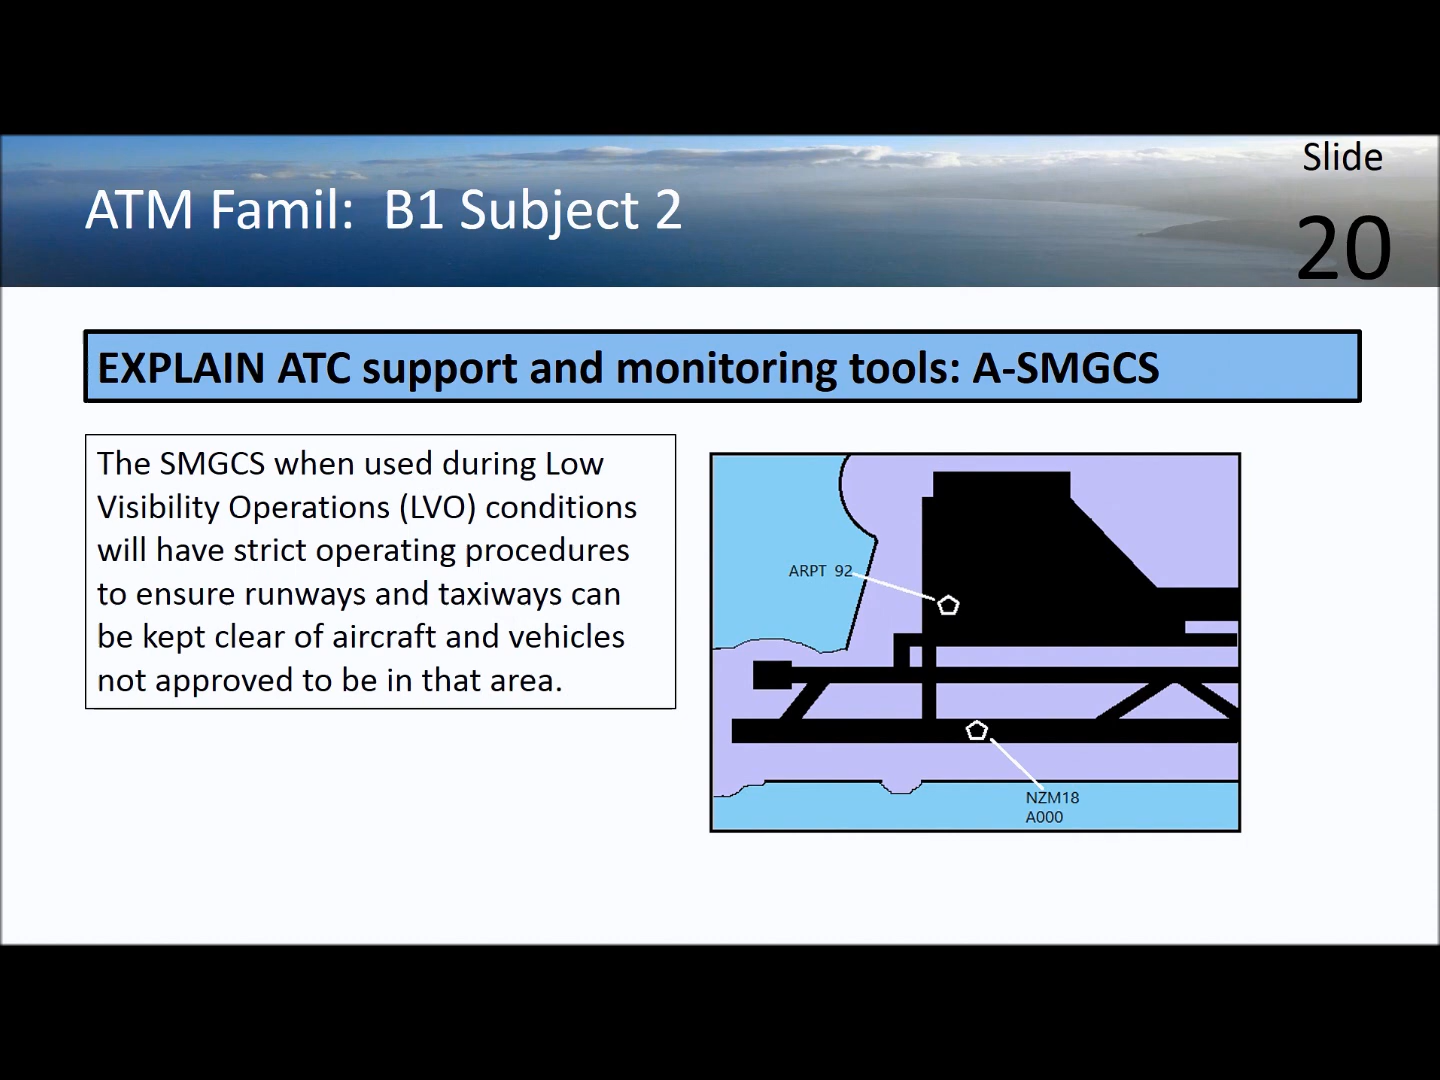 Slide
20
ATM Famil:  B1 Subject 2
EXPLAIN ATC support and monitoring tools: A-SMGCS
The SMGCS when used during Low
Visibility Operations (LVO) conditions
will have strict operating procedures
to ensure runways and taxiways can
be kept clear of aircraft and vehicles
not approved to be in that area.
ARPT 92
NZM18
A000